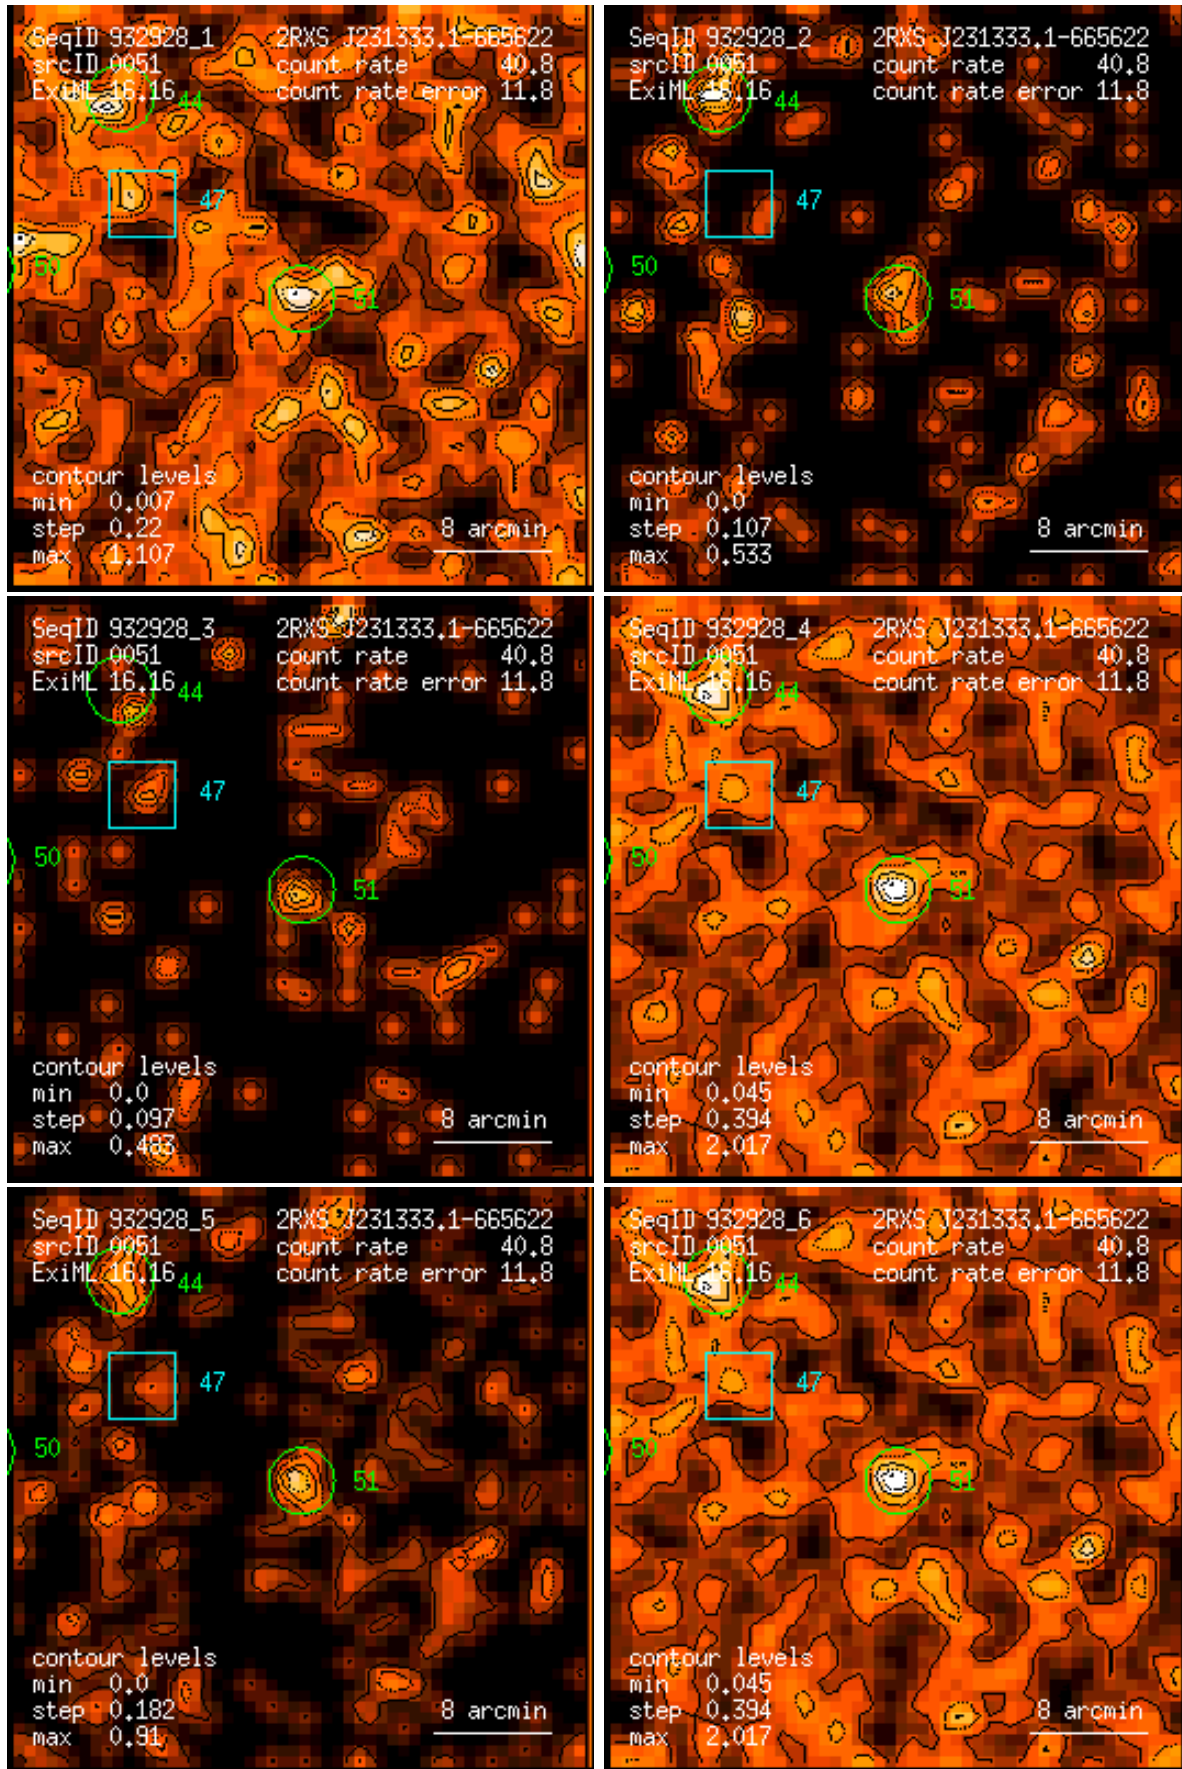 SeqID 932928_1 2RXS J231333.1-665622
srcID 0051 count rate 40.8
ExiML 16.16 44 count rate error 11.8
47
50
51
contour levels
min 0.007
step 0.22
max 1.107
8 arcmin
SeqID 932928_2 2RXS J231333.1-665622
srcID 0051 count rate 40.8
ExiML 16.16 44 count rate error 11.8
47
50
51
contour levels
min 0.0
step 0.107
max 0.533
8 arcmin
SeqID 932928_3 2RXS J231333.1-665622
srcID 0051 count rate 40.8
ExiML 16.16 44 count rate error 11.8
47
50
51
contour levels
min 0.0
step 0.097
max 0.483
8 arcmin
SeqID 932928_4 2RXS J231333.1-665622
srcID 0051 count rate 40.8
ExiML 16.16 44 count rate error 11.8
47
50
51
contour levels
min 0.045
step 0.394
max 2.017
8 arcmin
SeqID 932928_5 2RXS J231333.1-665622
srcID 0051 count rate 40.8
ExiML 16.16 44 count rate error 11.8
47
50
51
contour levels
min 0.0
step 0.182
max 0.91
8 arcmin
SeqID 932928_6 2RXS J231333.1-665622
srcID 0051 count rate 40.8
ExiML 16.16 44 count rate error 11.8
47
50
51
contour levels
min 0.045
step 0.394
max 2.017
8 arcmin